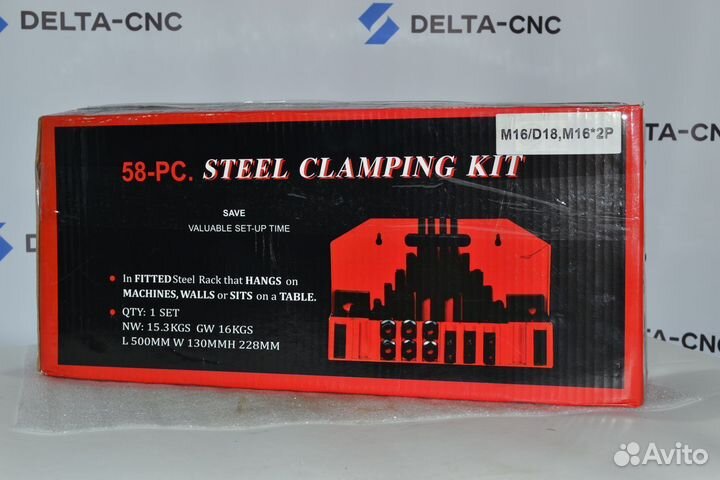 DELTA-CNC
DELTA-CNC
M16/D18,M16*2P
LTA-CNC
58-PC. STEEL CLAMPING KIT
SAVE
VALUABLE SET-UP TIME
• In FITTED Steel Rack that HANGS on
MACHINES, WALLS or SITS on a TABLE.
• QTY: 1 SET
NW: 15.3KGS GW 16KGS
L 500MM W 130MMH 228MM
CNC
Avito